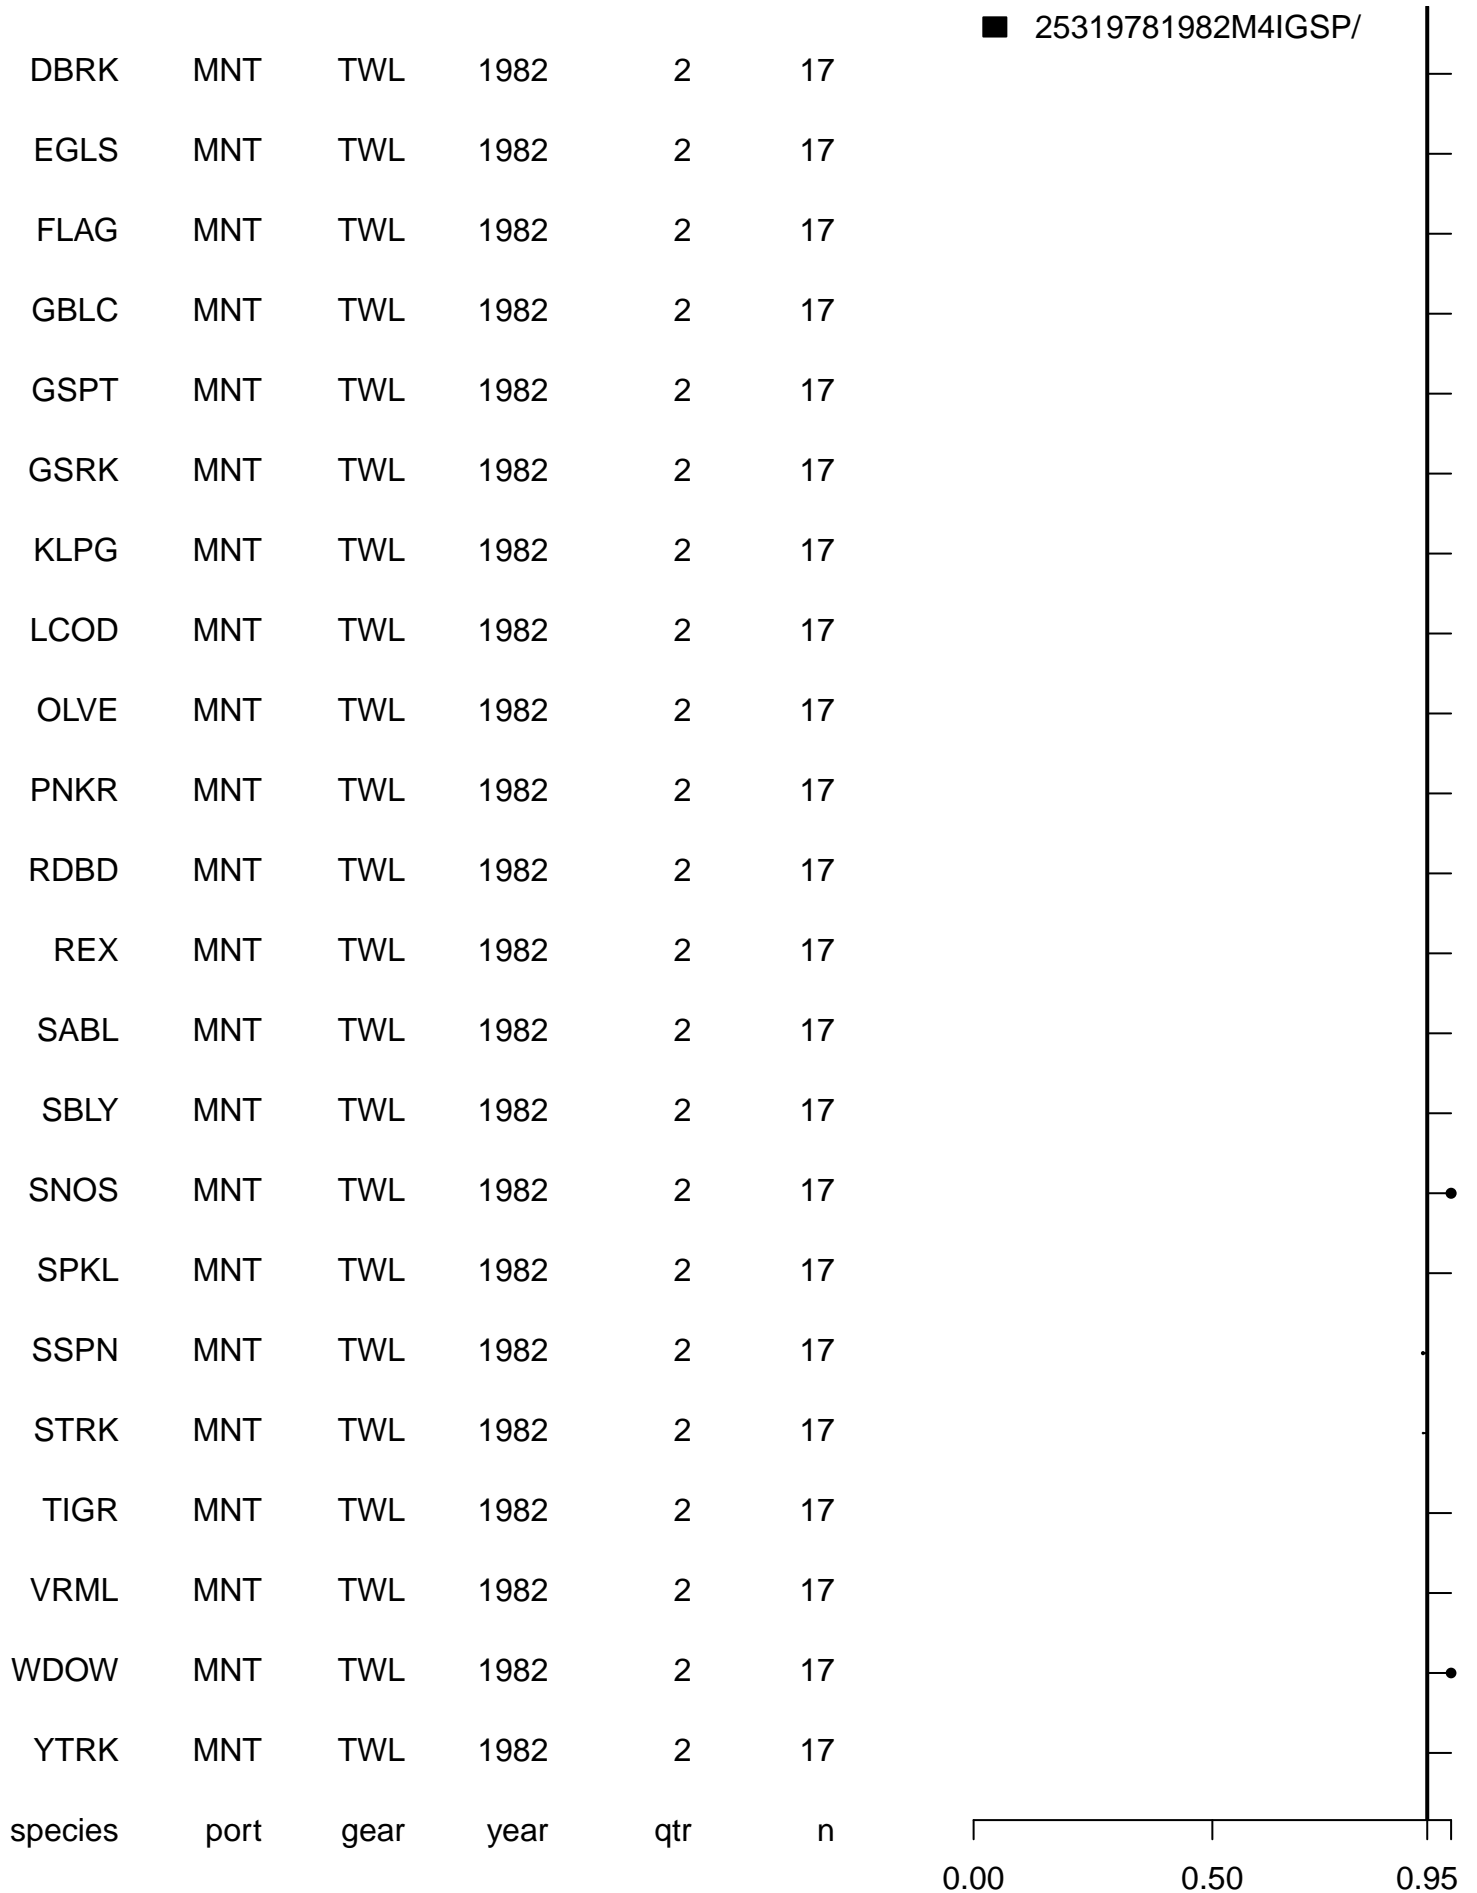 25319781982M4IGSP/
DBRK MNT TWL 1982 2 17
EGLS MNT TWL 1982 2 17
FLAG MNT TWL 1982 2 17
GBLC MNT TWL 1982 2 17
GSPT MNT TWL 1982 2 17
GSRK MNT TWL 1982 2 17
KLPG MNT TWL 1982 2 17
LCOD MNT TWL 1982 2 17
OLVE MNT TWL 1982 2 17
PNKR MNT TWL 1982 2 17
RDBD MNT TWL 1982 2 17
REX MNT TWL 1982 2 17
SABL MNT TWL 1982 2 17
SBLY MNT TWL 1982 2 17
SNOS MNT TWL 1982 2 17
SPKL MNT TWL 1982 2 17
SSPN MNT TWL 1982 2 17
STRK MNT TWL 1982 2 17
TIGR MNT TWL 1982 2 17
VRML MNT TWL 1982 2 17
WDOW MNT TWL 1982 2 17
YTRK MNT TWL 1982 2 17
species port gear year qtr n
0.00 0.50 0.95